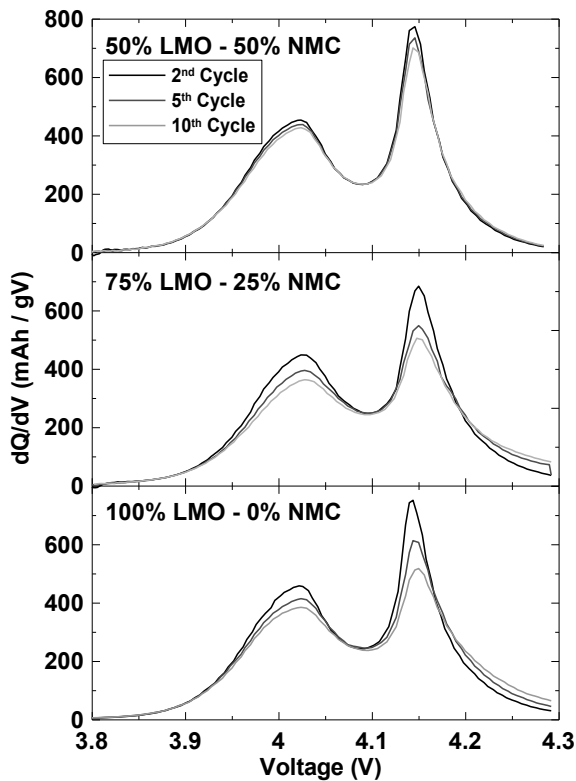 50% LMO - 50% NMC
2nd Cycle
5th Cycle
10th Cycle
800
600
400
200
0
75% LMO - 25% NMC
600
400
200
0
100% LMO - 0% NMC
600
400
200
0
3.8
3.9
4
4.1
4.2
4.3
dQ/dV (mAh / gV)
Voltage (V)